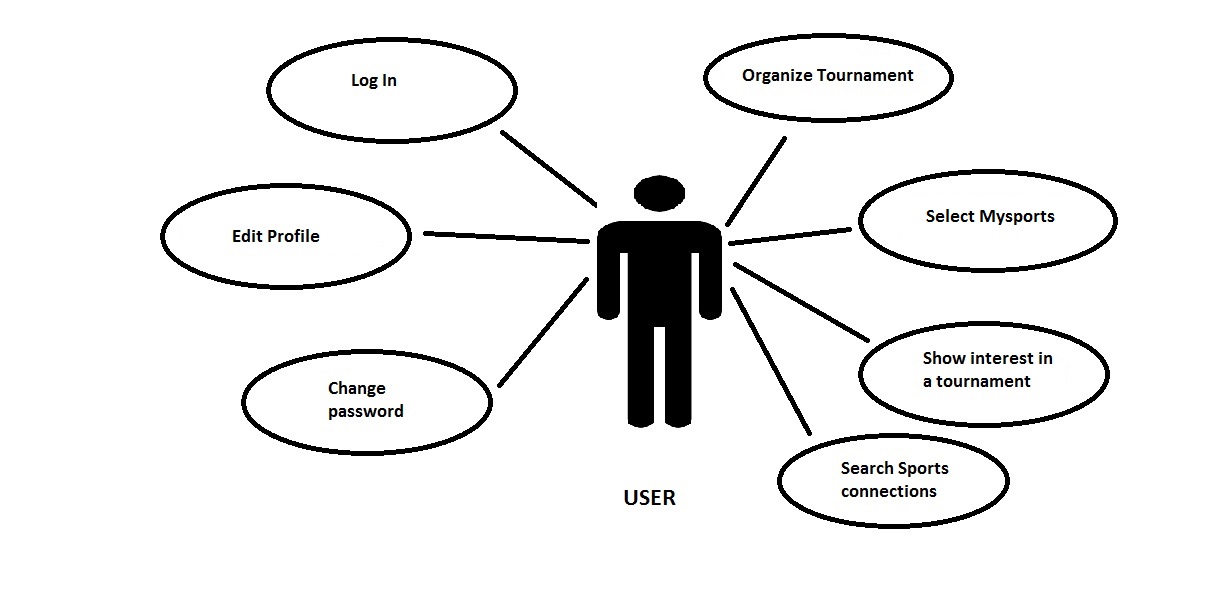 Log In
Organize Tournament
Edit Profile
Select Mysports
Change
password
Show interest in
a tournament
Search Sports
connections
USER